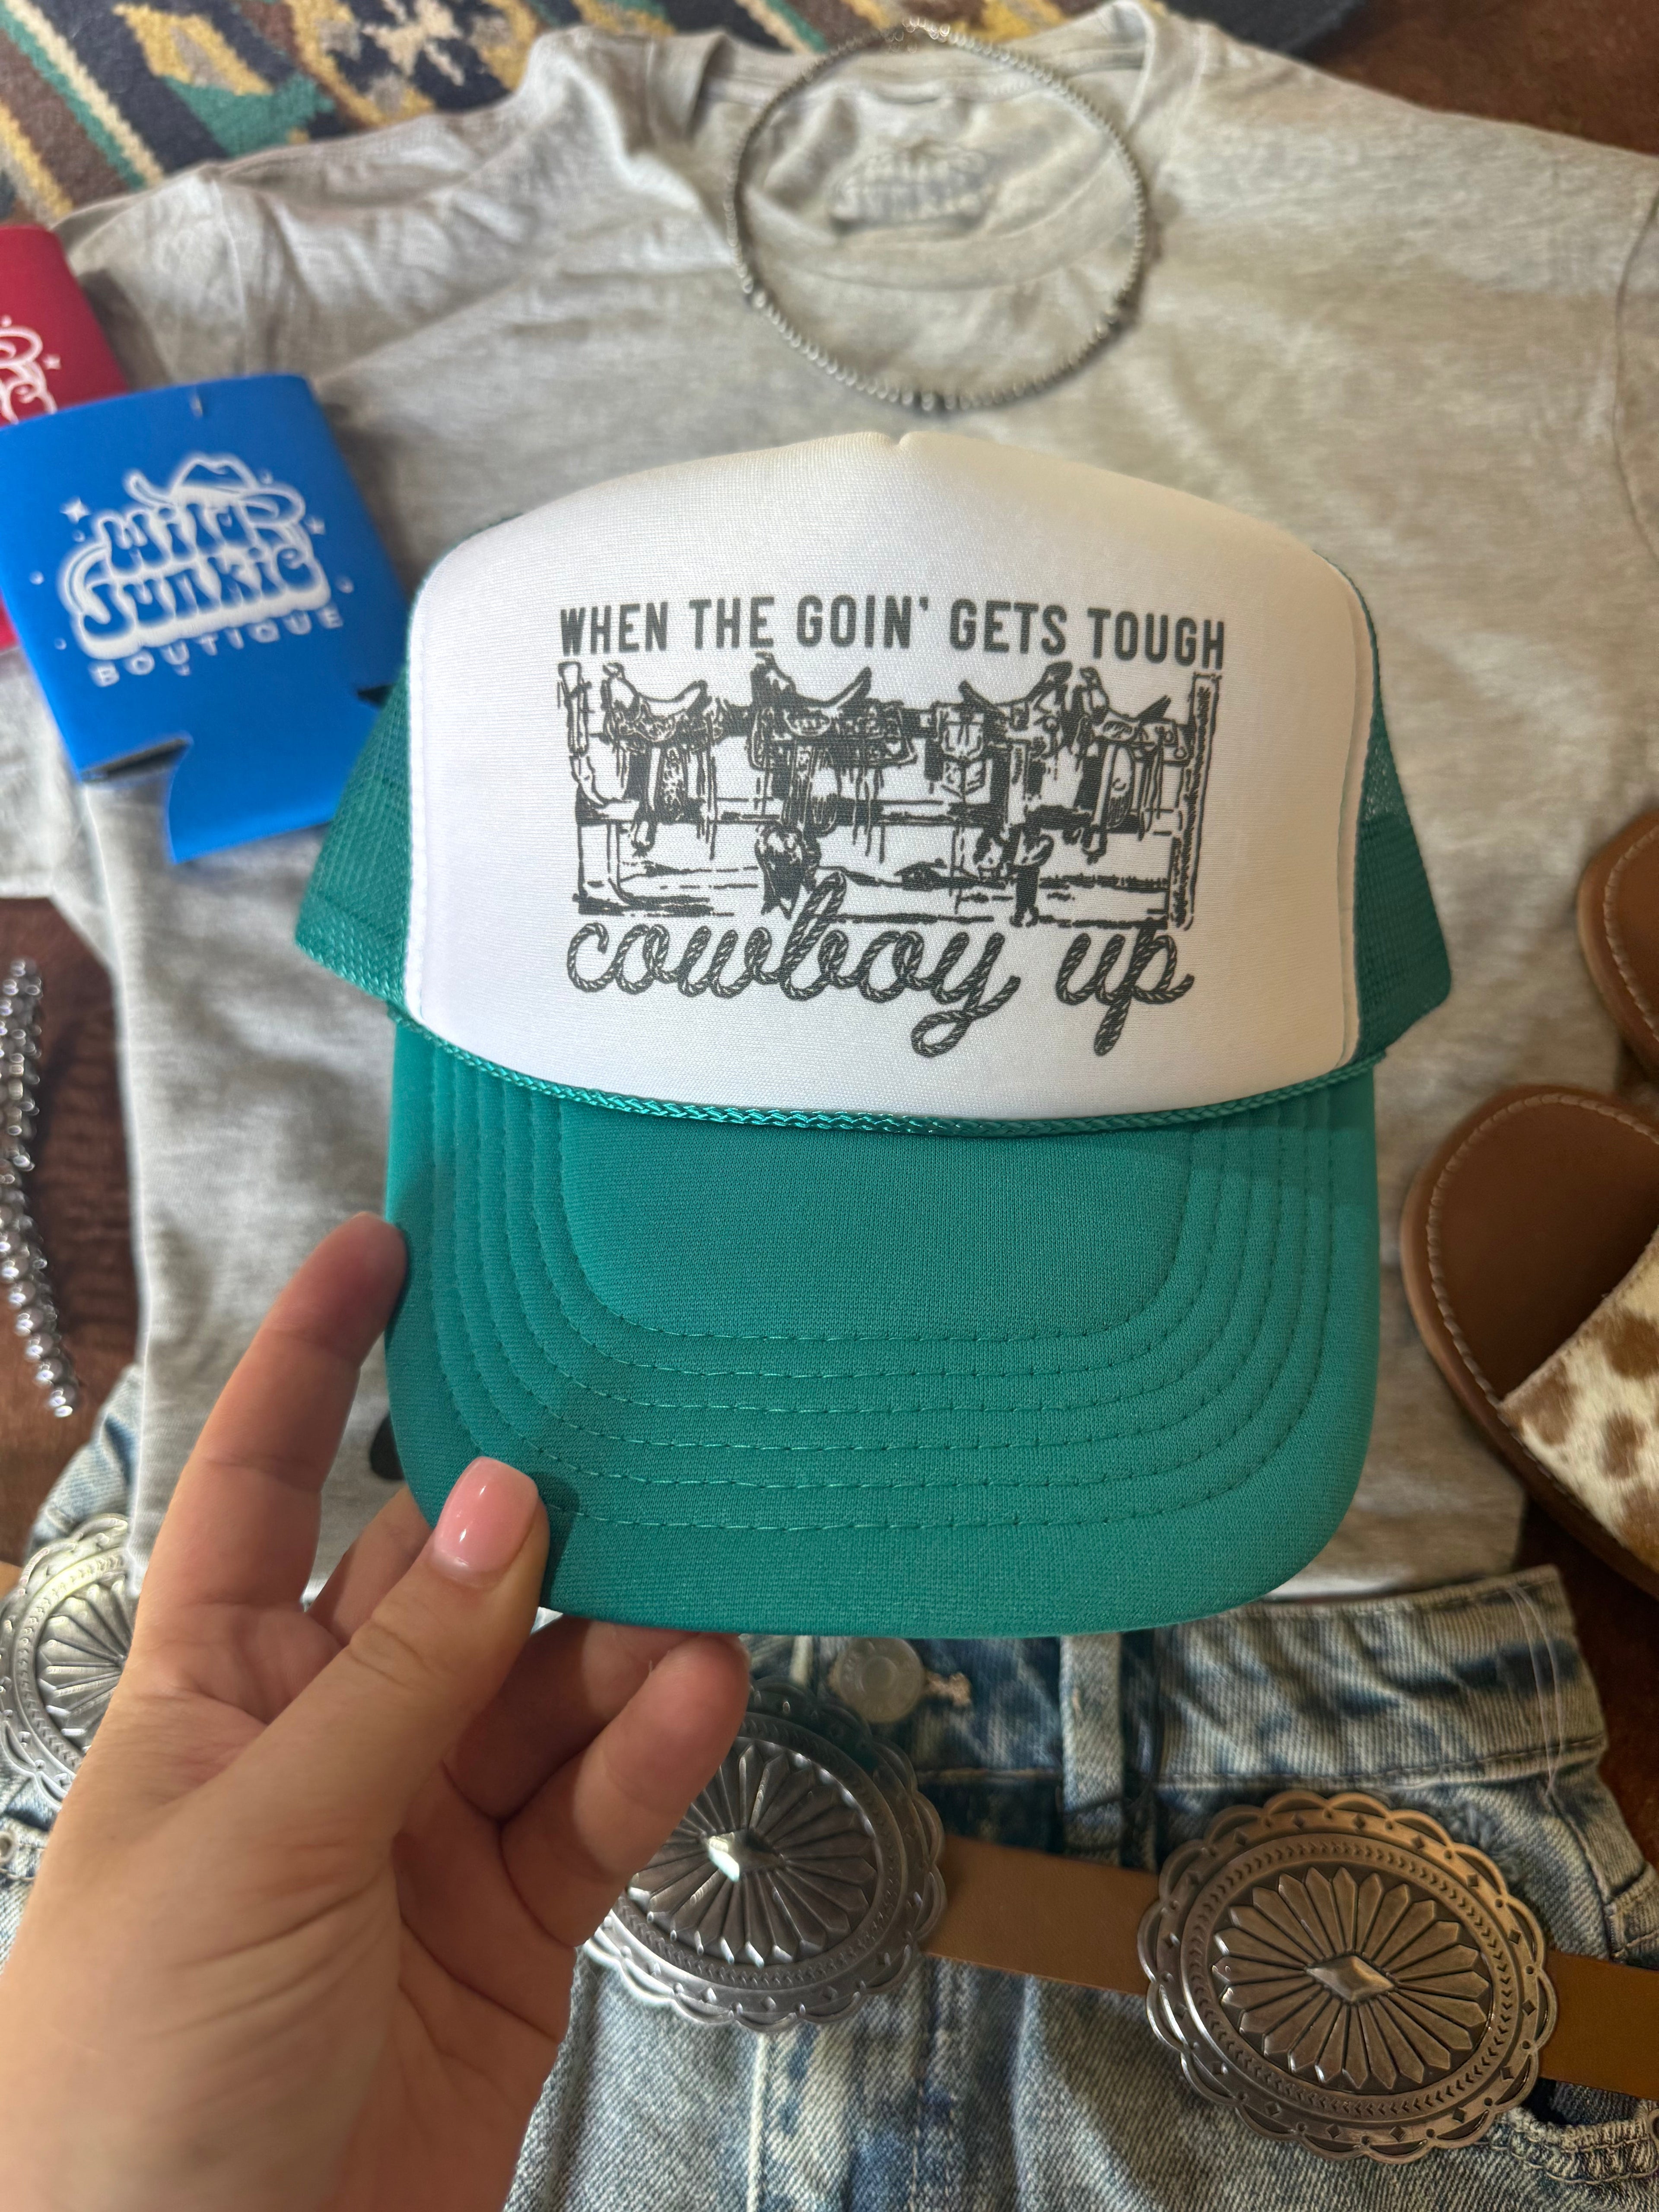 WILD
JUNKIE
BOUTIQUE
WHEN THE GOIN' GETS TOUGH
cowboy up